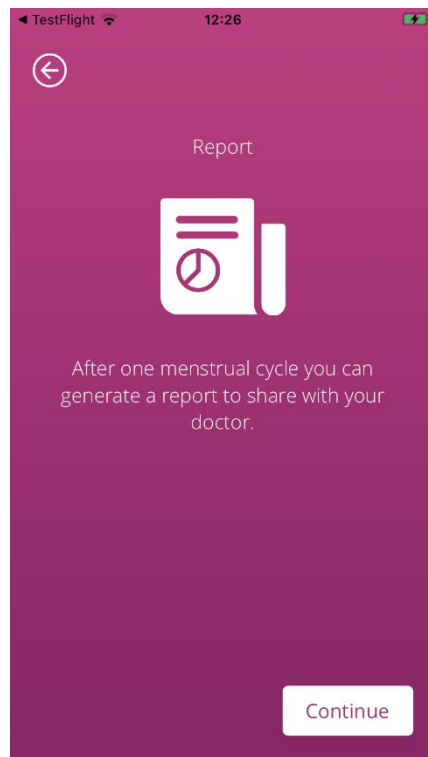 TestFlight 12:26
Report
After one menstrual cycle you can
generate a report to share with your
doctor.
Continue